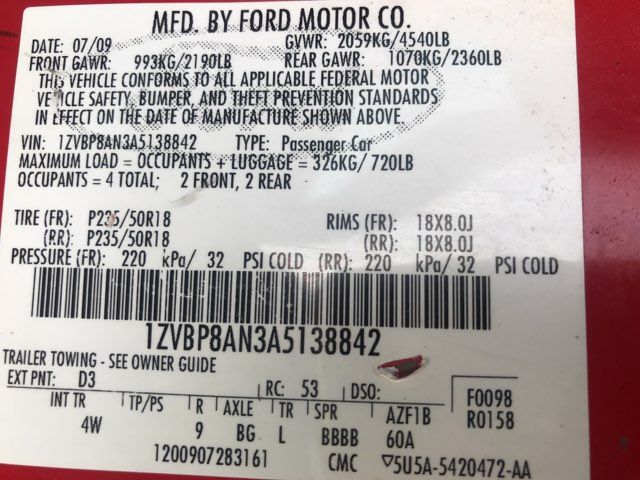 MFD. BY FORD MOTOR CO.
DATE: 07/09 GVWR: 2059KG/4540LB
FRONT GAWR: 993KG/2190LB REAR GAWR: 1070KG/2360LB
THIS VEHICLE CONFORMS TO ALL APPLICABLE FEDERAL MOTOR
VEHICLE SAFETY, BUMPER, AND THEFT PREVENTION STANDARDS
IN EFFECT ON THE DATE OF MANUFACTURE SHOWN ABOVE.
VIN: 1ZVBP8AN3A5138842 TYPE: Passenger Car
MAXIMUM LOAD = OCCUPANTS + LUGGAGE = 326KG/ 720LB
OCCUPANTS = 4 TOTAL; 2 FRONT, 2 REAR
TIRE (FR): P235/50R18 RIMS (FR): 18X8.0J
(RR): P235/50R18 (RR): 18X8.0J
PRESSURE (FR): 220 kPa/ 32 PSI COLD (RR): 220 kPa/ 32 PSI COLD
1ZVBP8AN3A5138842
TRAILER TOWING - SEE OWNER GUIDE
EXT PNT: D3 RC: 53 DSO: F0098
INT TR TP/PS R AXLE TR SPR AZF1B R0158
4W 9 BG L BBBB 60A
1200907283161 CMC ▽5U5A-5420472-AA